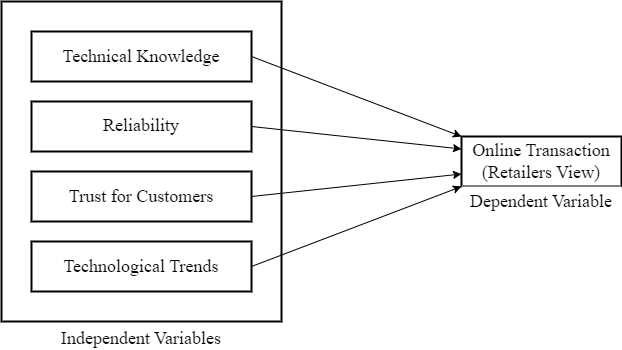 Technical Knowledge
Reliability
Trust for Customers
Technological Trends
Independent Variables
Online Transaction
(Retailers View)
Dependent Variable